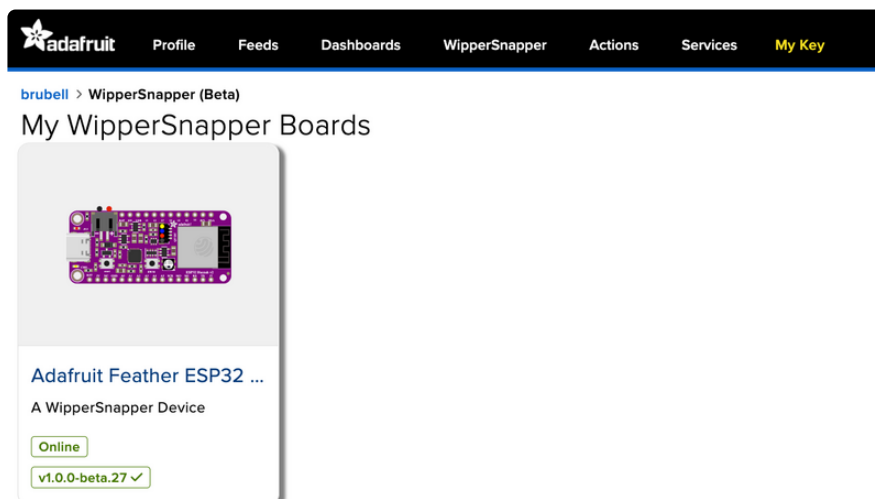 adafruit Profile Feeds Dashboards WipperSnapper Actions Services My Key
brubell > WipperSnapper (Beta)
My WipperSnapper Boards
Adafruit Feather ESP32 ...
A WipperSnapper Device
Online
v1.0.0-beta.27 ✓